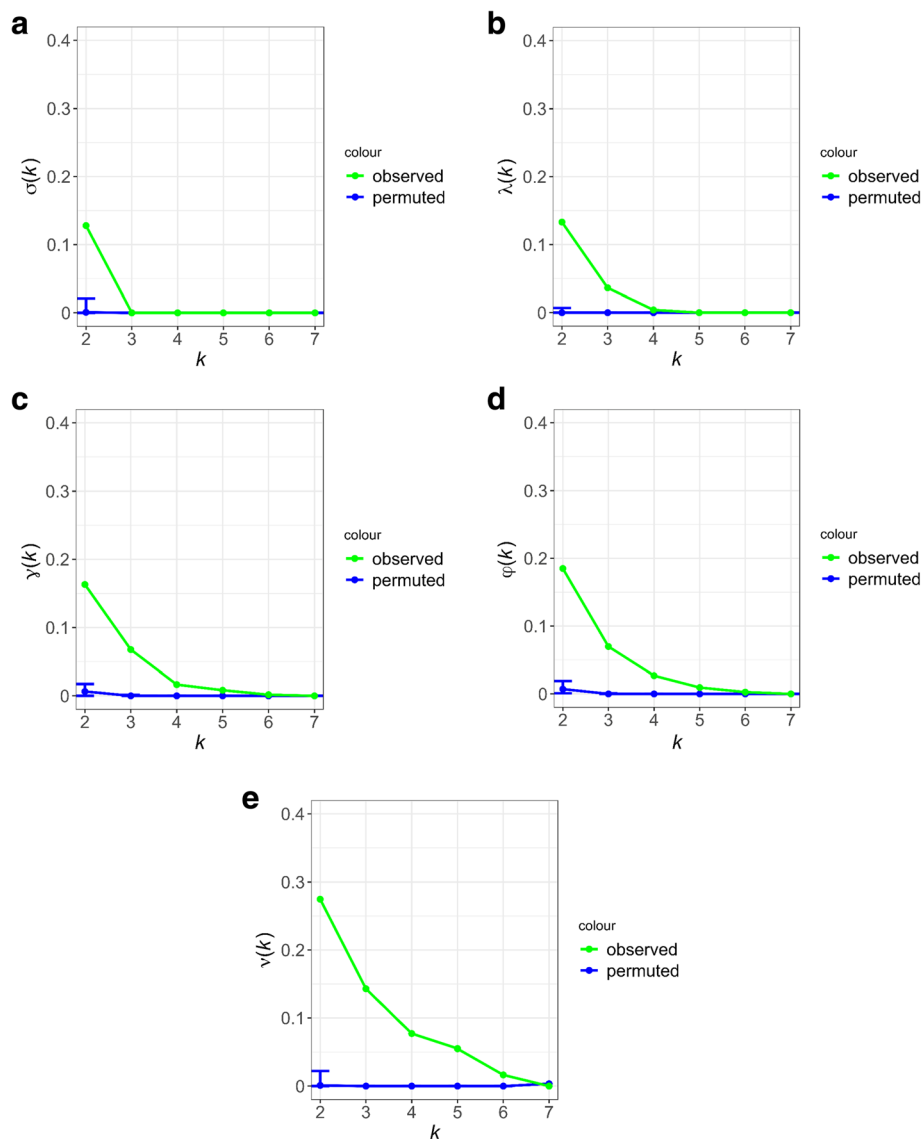 a
0.4
0.3
0.2
0.1
0
σ(k)
2 3 4 5 6 7
k
colour
observed
permuted
b
0.4
0.3
0.2
0.1
0
λ(k)
2 3 4 5 6 7
k
colour
observed
permuted
c
0.4
0.3
0.2
0.1
0
γ(k)
2 3 4 5 6 7
k
colour
observed
permuted
d
0.4
0.3
0.2
0.1
0
φ(k)
2 3 4 5 6 7
k
colour
observed
permuted
e
0.4
0.3
0.2
0.1
0
ν(k)
2 3 4 5 6 7
k
colour
observed
permuted